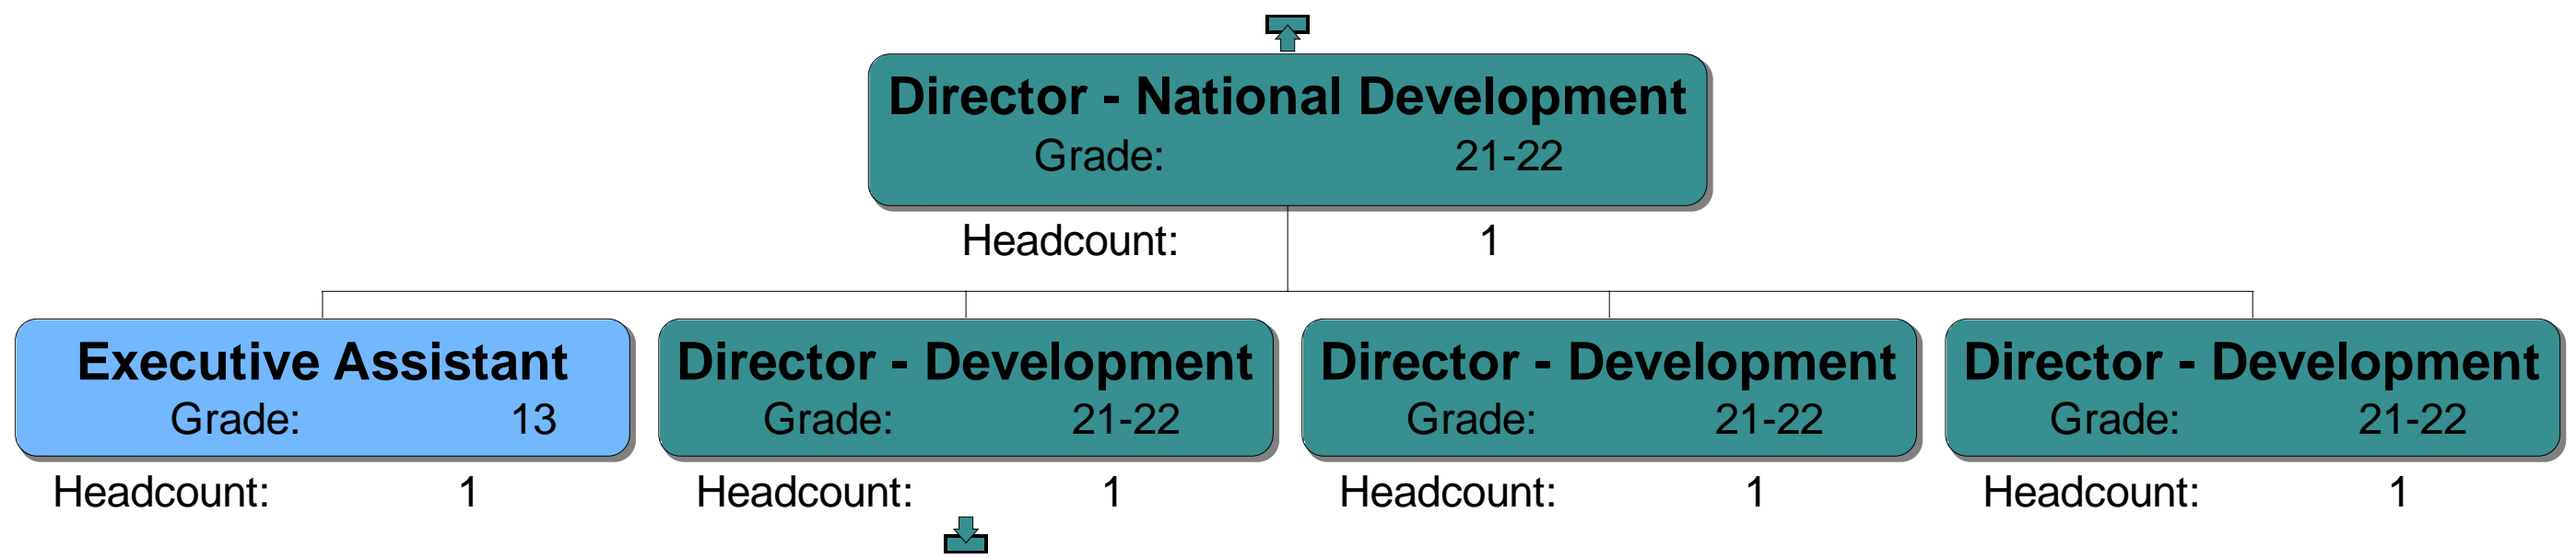 Director - National Development
Grade: 21-22
Headcount: 1
Executive Assistant
Grade: 13
Headcount: 1
Director - Development
Grade: 21-22
Headcount: 1
Director - Development
Grade: 21-22
Headcount: 1
Director - Development
Grade: 21-22
Headcount: 1